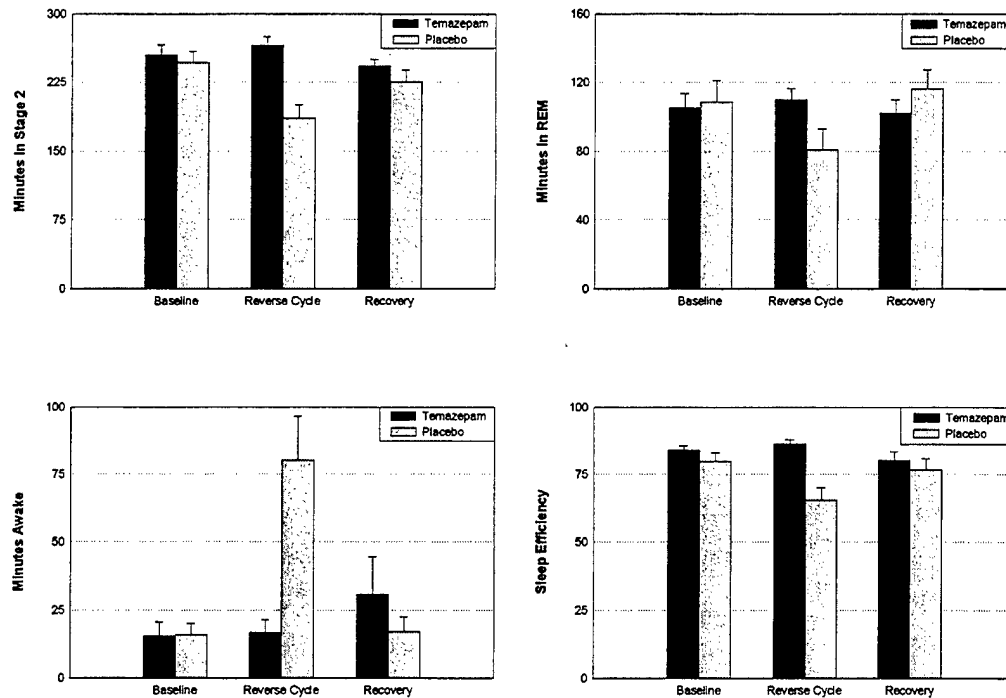 300
225
150
75
0
Minutes in Stage 2
Temazepam
Placebo
Baseline
Reverse Cycle
Recovery
160
120
80
40
0
Minutes in REM
Temazepam
Placebo
Baseline
Reverse Cycle
Recovery
100
75
50
25
0
Minutes Awake
Temazepam
Placebo
Baseline
Reverse Cycle
Recovery
100
75
50
25
0
Sleep Efficiency
Temazepam
Placebo
Baseline
Reverse Cycle
Recovery